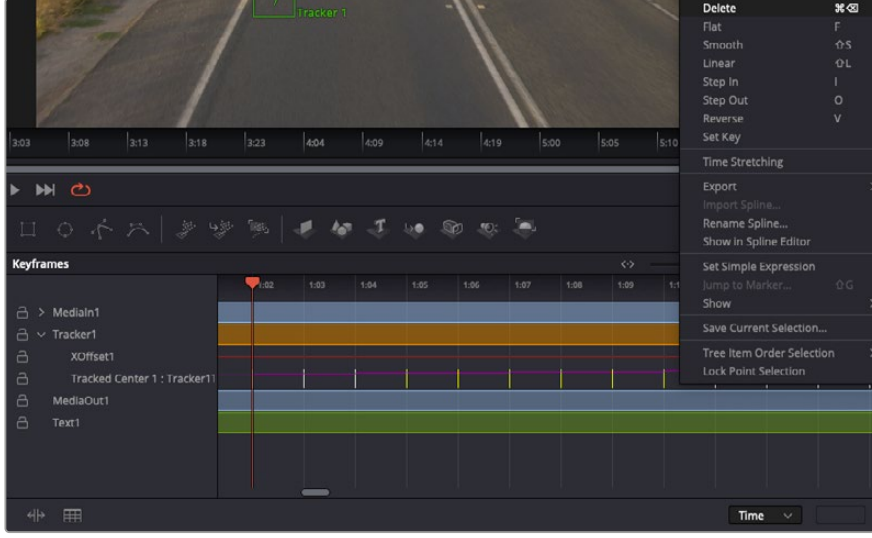 Tracker 1
Delete ⌘⌫
Flat F
Smooth ⇧S
Linear ⇧L
Step In I
Step Out O
Reverse V
Set Key
Time Stretching
Export
Import Spline...
Rename Spline...
Show in Spline Editor
Set Simple Expression
Jump to Marker... ⇧G
Show
Save Current Selection...
Tree Item Order Selection
Lock Point Selection
3:03 3:08 3:13 3:18 3:23 4:04 4:09 4:14 4:19 5:00 5:05 5:10
Keyframes
1:02 1:03 1:04 1:05 1:06 1:07 1:08 1:09
MediaIn1
Tracker1
XOffset1
Tracked Center 1 : Tracker1
MediaOut1
Text1
Time